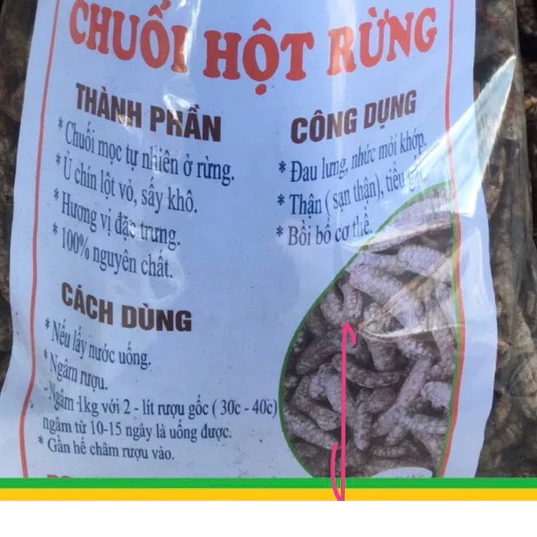 CHUỐI HỘT RỪNG
THÀNH PHẦN
* Chuối mọc tự nhiên ở rừng.
* Ủ chín lột vỏ, sấy khô.
* Hương vị đặc trưng.
* 100% nguyên chất.
CÔNG DỤNG
* Đau lưng, nhức mỏi khớp.
* Thận ( sạn thận), tiểu
* Bồi bổ cơ thể.
CÁCH DÙNG
* Nấu lấy nước uống.
* Ngâm rượu.
- Ngâm 1kg với 2 - lít rượu gốc ( 30c - 40c)
ngâm từ 10-15 ngày là uống được.
* Gần hế châm rượu vào.